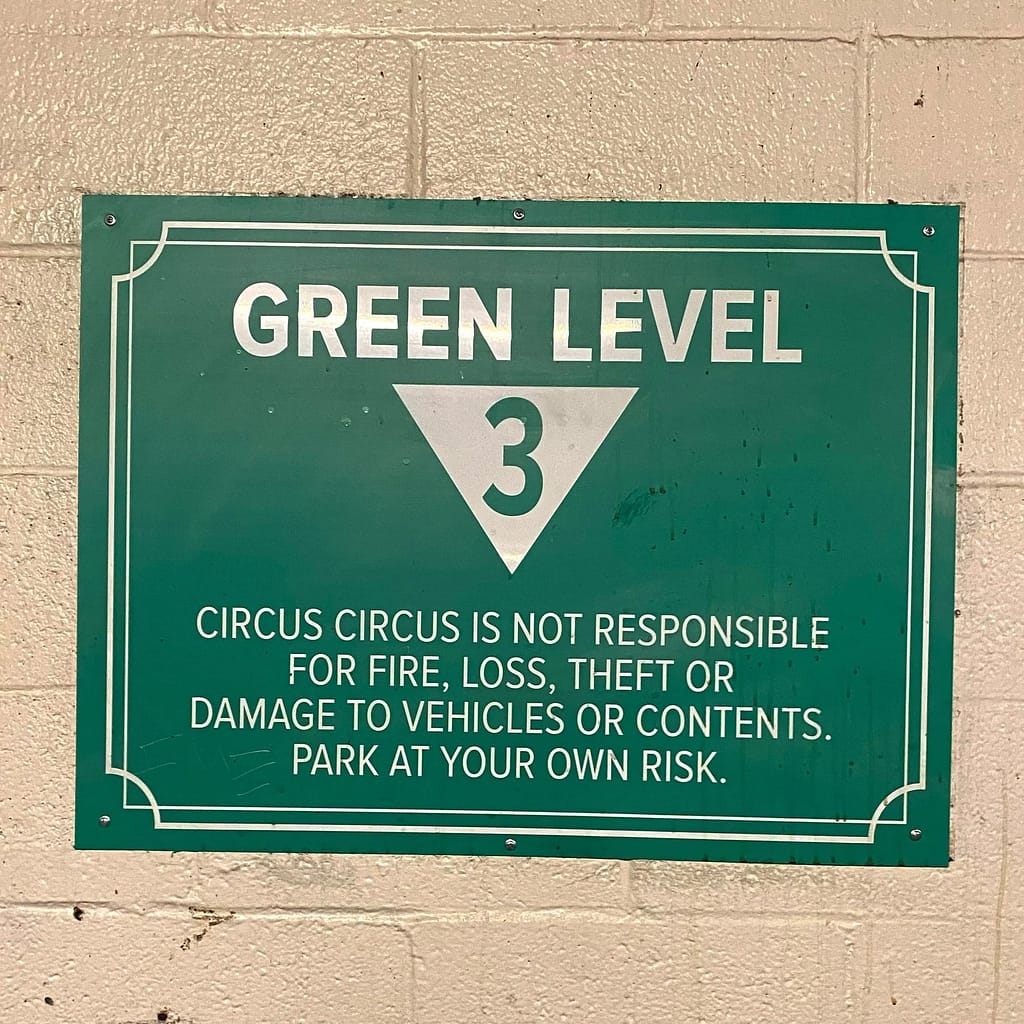 GREEN LEVEL
3
CIRCUS CIRCUS IS NOT RESPONSIBLE
FOR FIRE, LOSS, THEFT OR
DAMAGE TO VEHICLES OR CONTENTS.
PARK AT YOUR OWN RISK.